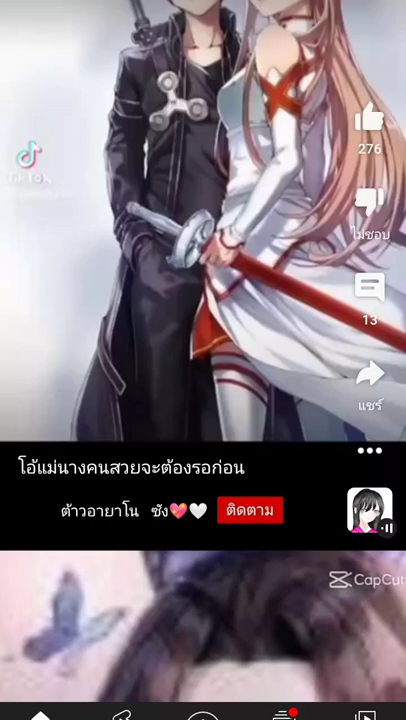 TikTok
276
ไม่ชอบ
13
แชร์
โอ้แม่นางคนสวยจะต้องรอก่อน
ต้าวอายาโน ซัง💖🤍 ติดตาม
CapCut